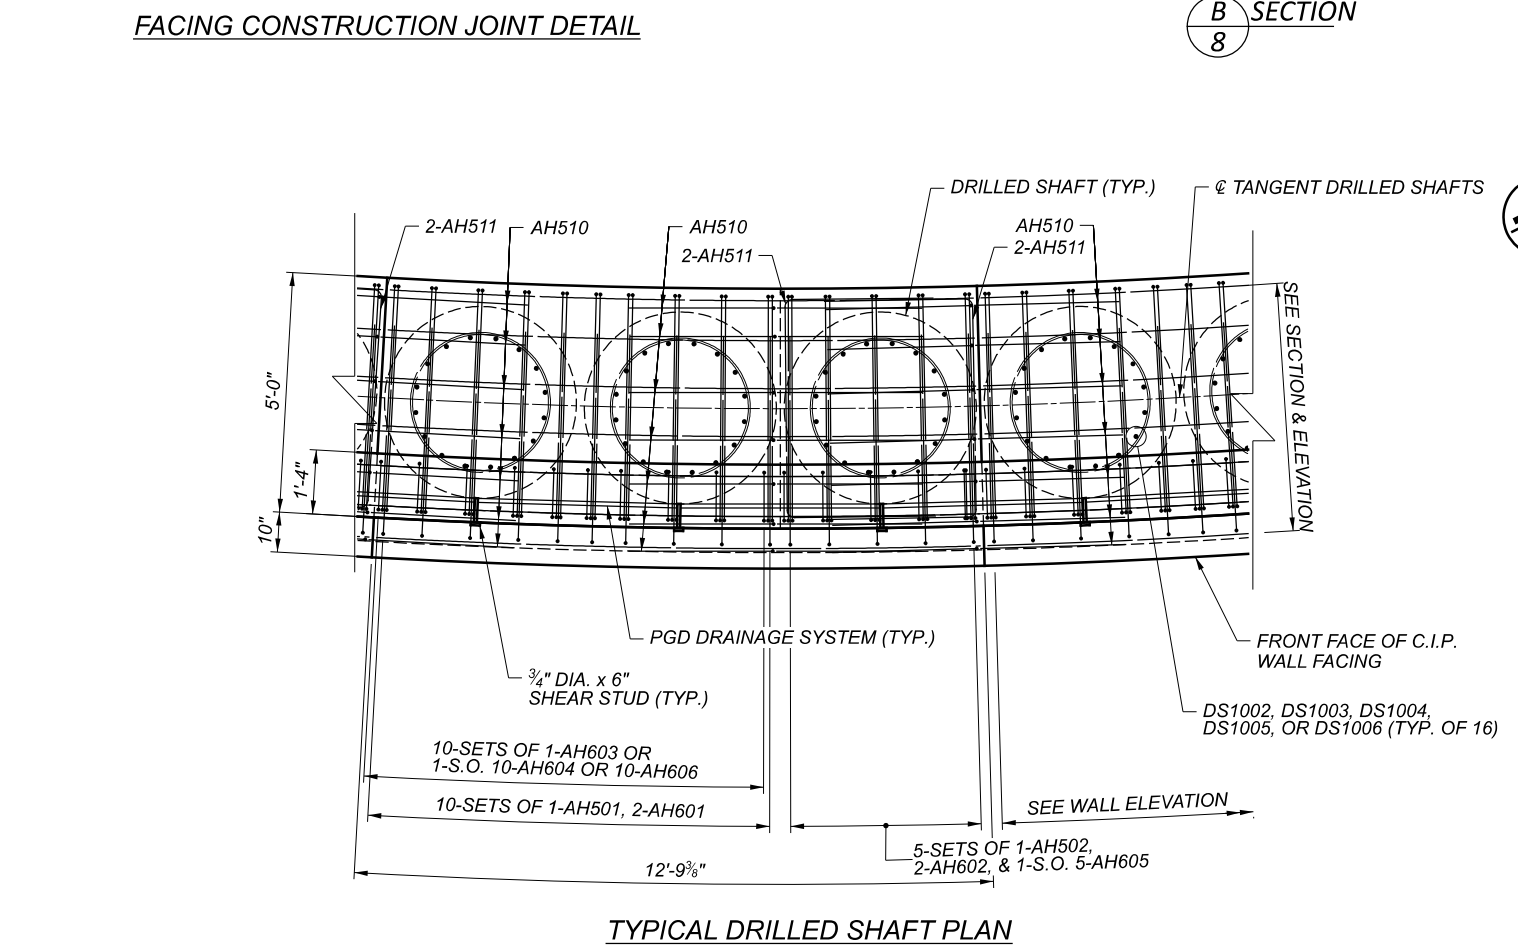 FACING CONSTRUCTION JOINT DETAIL
B
8
SECTION
DRILLED SHAFT (TYP.)
℄ TANGENT DRILLED SHAFTS
2-AH511
AH510
AH510
2-AH511
AH510
2-AH511
5'-0"
1'-4"
10"
SEE SECTION & ELEVATION
PGD DRAINAGE SYSTEM (TYP.)
FRONT FACE OF C.I.P.
WALL FACING
¾" DIA. x 6"
SHEAR STUD (TYP.)
DS1002, DS1003, DS1004,
DS1005, OR DS1006 (TYP. OF 16)
10-SETS OF 1-AH603 OR
1-S.O. 10-AH604 OR 10-AH606
10-SETS OF 1-AH501, 2-AH601
SEE WALL ELEVATION
5-SETS OF 1-AH502,
2-AH602, & 1-S.O. 5-AH605
12'-9⅜"
TYPICAL DRILLED SHAFT PLAN